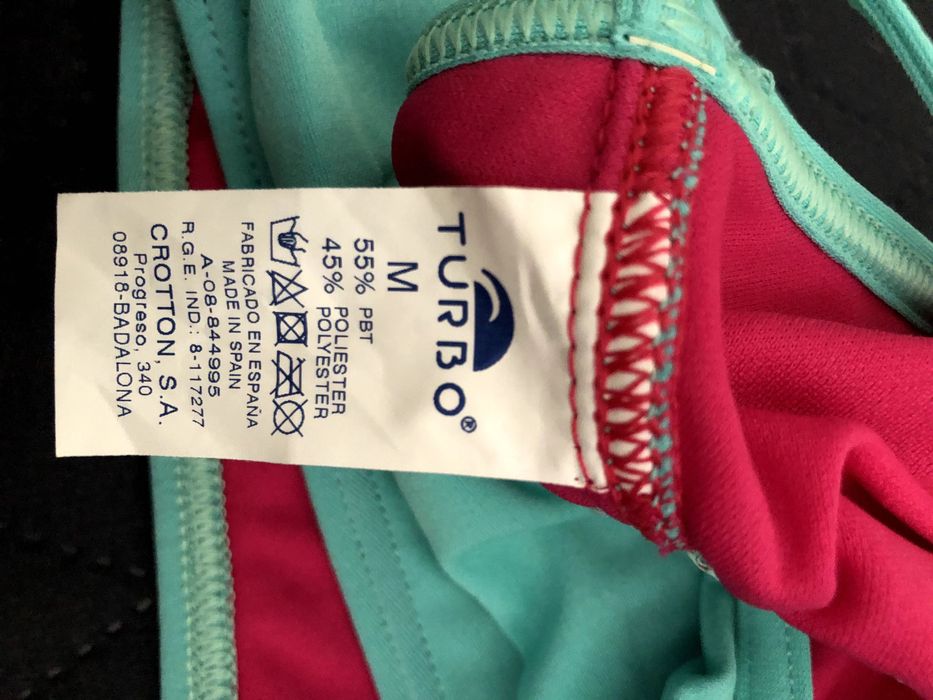 TURBO®
M
55% PBT
45% POLIESTER
POLYESTER
FABRICADO EN ESPAÑA
MADE IN SPAIN
A-08-844995
R.G.E. IND.: 8-117277
CROTTON, S.A.
Progreso, 340
08918-BADALONA